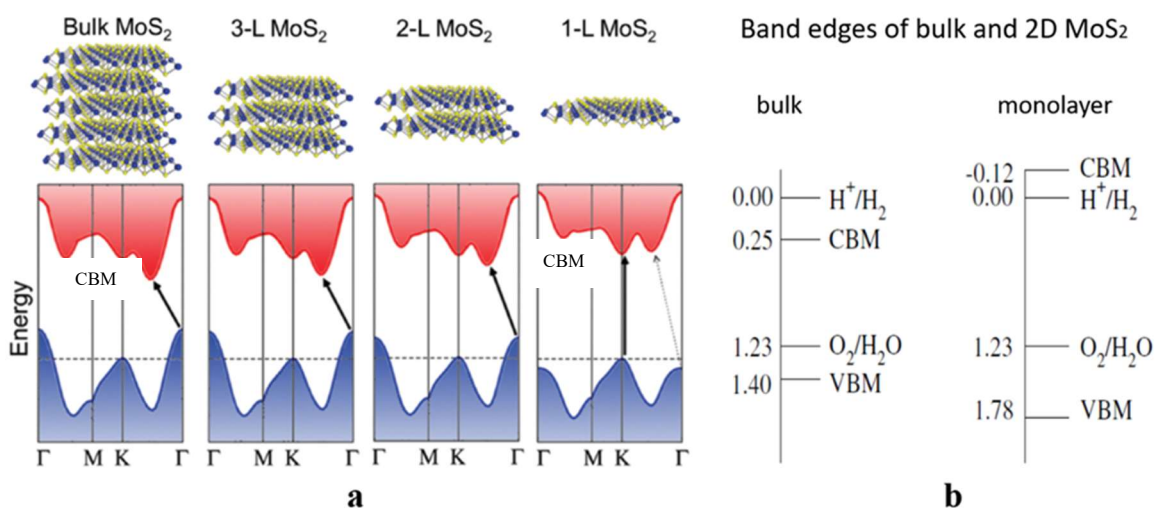 Bulk MoS₂
3-L MoS₂
2-L MoS₂
1-L MoS₂
Energy
CBM
CBM
Γ M K Γ
Γ M K Γ
Γ M K Γ
Γ M K Γ
a
Band edges of bulk and 2D MoS₂
bulk
0.00 H⁺/H₂
0.25 CBM
1.23 O₂/H₂O
1.40 VBM
monolayer
-0.12 CBM
0.00 H⁺/H₂
1.23 O₂/H₂O
1.78 VBM
b